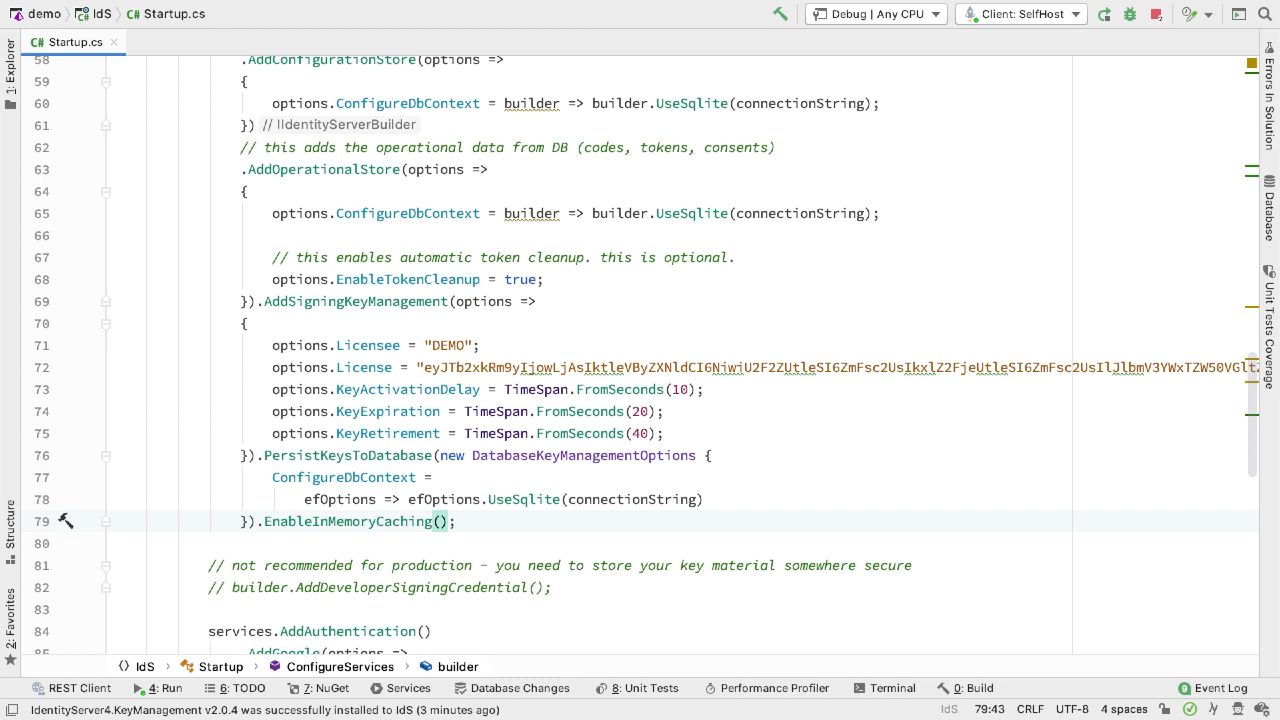 demo IdS Startup.cs Debug | Any CPU Client: SelfHost
C# Startup.cs
1: Explorer
58 .AddConfigurationStore(options =>
59 {
60 options.ConfigureDbContext = builder => builder.UseSqlite(connectionString);
61 }) // IIdentityServerBuilder
62 // this adds the operational data from DB (codes, tokens, consents)
63 .AddOperationalStore(options =>
64 {
65 options.ConfigureDbContext = builder => builder.UseSqlite(connectionString);
66
67 // this enables automatic token cleanup. this is optional.
68 options.EnableTokenCleanup = true;
69 }).AddSigningKeyManagement(options =>
70 {
71 options.Licensee = "DEMO";
72 options.License =
73 options.KeyActivationDelay = TimeSpan.FromSeconds(10);
74 options.KeyExpiration = TimeSpan.FromSeconds(20);
75 options.KeyRetirement = TimeSpan.FromSeconds(40);
76 }).PersistKeysToDatabase(new DatabaseKeyManagementOptions {
77 ConfigureDbContext =
78 efOptions => efOptions.UseSqlite(connectionString)
79 }).EnableInMemoryCaching();
80
81 // not recommended for production - you need to store your key material somewhere secure
82 // builder.AddDeveloperSigningCredential();
83
84 services.AddAuthentication()
85 .AddGoogle(options =>
Structure
2: Favorites
Errors In Solution
Database
Unit Tests Coverage
IdS > Startup > ConfigureServices > builder
REST Client 4: Run 6: TODO 7: NuGet Services Database Changes 8: Unit Tests Performance Profiler Terminal 0: Build 9 Event Log
IdentityServer4.KeyManagement v2.0.4 was successfully installed to IdS (3 minutes ago) IdS 79:43 CRLF UTF-8 4 spaces